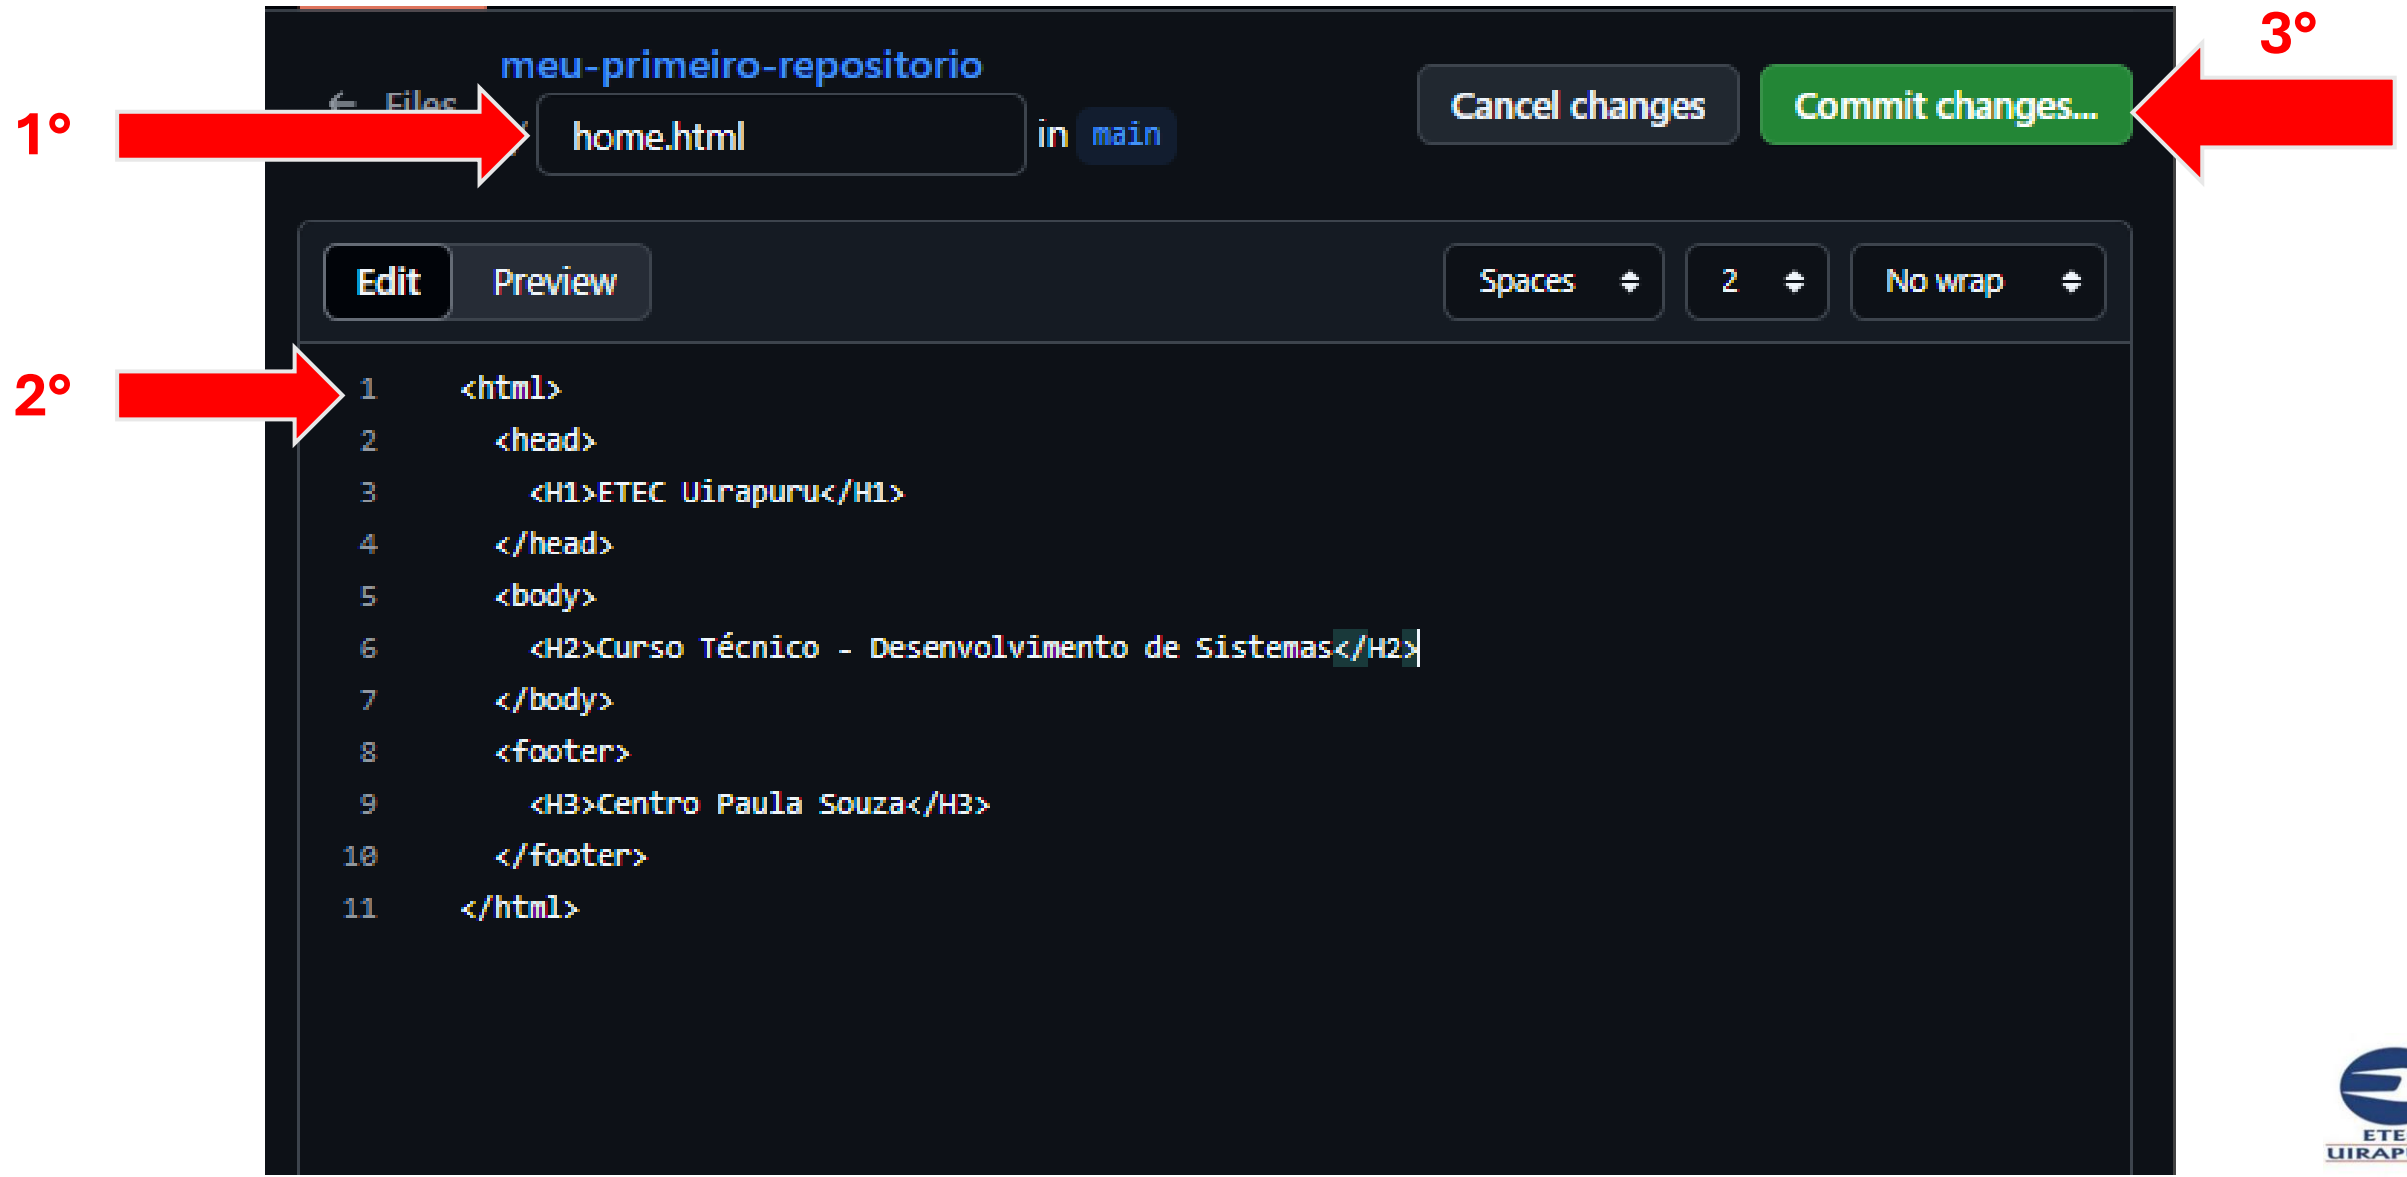 3°
meu-primeiro-repositorio
← Files
/
1°
home.html
in main
Cancel changes
Commit changes...
Edit
Preview
Spaces
2
No wrap
2°
1 <html>
2 <head>
3 <H1>ETEC Uirapuru</H1>
4 </head>
5 <body>
6 <H2>Curso Técnico - Desenvolvimento de Sistemas</H2>
7 </body>
8 <footer>
9 <H3>Centro Paula Souza</H3>
10 </footer>
11 </html>
ETE
UIRAP